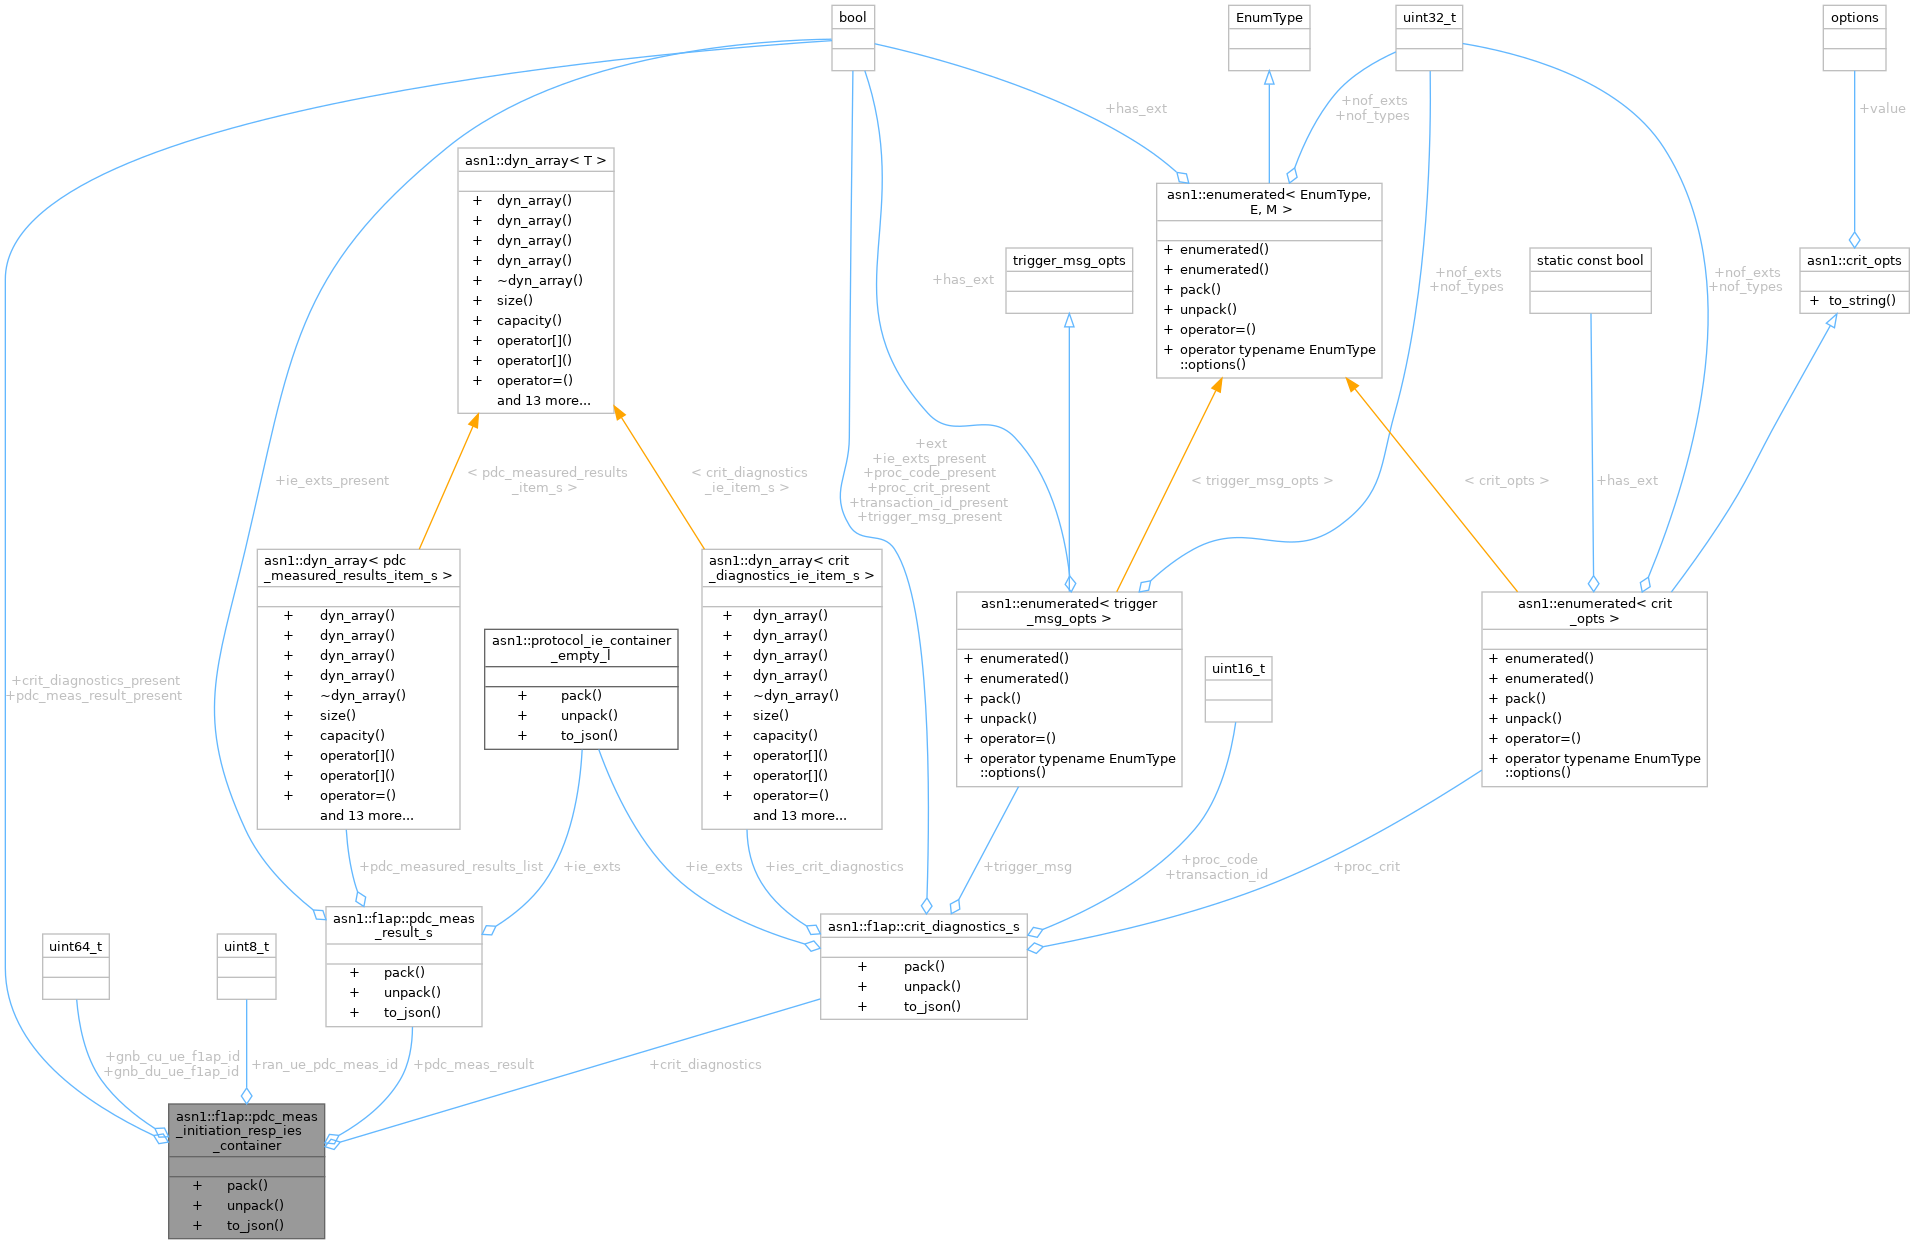 bool
EnumType
uint32_t
options
+has_ext
+nof_exts
+nof_types
+value
asn1::dyn_array< T >
+ dyn_array()
+ dyn_array()
+ dyn_array()
+ dyn_array()
+ ~dyn_array()
+ size()
+ capacity()
+ operator[]()
+ operator[]()
+ operator=()
and 13 more...
asn1::enumerated< EnumType,
E, M >
+ enumerated()
+ enumerated()
+ pack()
+ unpack()
+ operator=()
+ operator typename EnumType
::options()
+has_ext
trigger_msg_opts
+nof_exts
+nof_types
static const bool
+nof_exts
+nof_types
asn1::crit_opts
+ to_string()
+ie_exts_present
< pdc_measured_results
_item_s >
< crit_diagnostics
_ie_item_s >
+ext
+ie_exts_present
+proc_code_present
+proc_crit_present
+transaction_id_present
+trigger_msg_present
< trigger_msg_opts >
< crit_opts >
+has_ext
+crit_diagnostics_present
+pdc_meas_result_present
asn1::dyn_array< pdc
_measured_results_item_s >
+ dyn_array()
+ dyn_array()
+ dyn_array()
+ dyn_array()
+ ~dyn_array()
+ size()
+ capacity()
+ operator[]()
+ operator[]()
+ operator=()
and 13 more...
asn1::protocol_ie_container
_empty_l
+ pack()
+ unpack()
+ to_json()
asn1::dyn_array< crit
_diagnostics_ie_item_s >
+ dyn_array()
+ dyn_array()
+ dyn_array()
+ dyn_array()
+ ~dyn_array()
+ size()
+ capacity()
+ operator[]()
+ operator[]()
+ operator=()
and 13 more...
asn1::enumerated< trigger
_msg_opts >
+ enumerated()
+ enumerated()
+ pack()
+ unpack()
+ operator=()
+ operator typename EnumType
::options()
uint16_t
asn1::enumerated< crit
_opts >
+ enumerated()
+ enumerated()
+ pack()
+ unpack()
+ operator=()
+ operator typename EnumType
::options()
+pdc_measured_results_list
+ie_exts
+ie_exts
+ies_crit_diagnostics
+trigger_msg
+proc_code
+transaction_id
+proc_crit
uint64_t
uint8_t
asn1::f1ap::pdc_meas
_result_s
+ pack()
+ unpack()
+ to_json()
asn1::f1ap::crit_diagnostics_s
+ pack()
+ unpack()
+ to_json()
+gnb_cu_ue_f1ap_id
+gnb_du_ue_f1ap_id
+ran_ue_pdc_meas_id
+pdc_meas_result
+crit_diagnostics
asn1::f1ap::pdc_meas
_initiation_resp_ies
_container
+ pack()
+ unpack()
+ to_json()